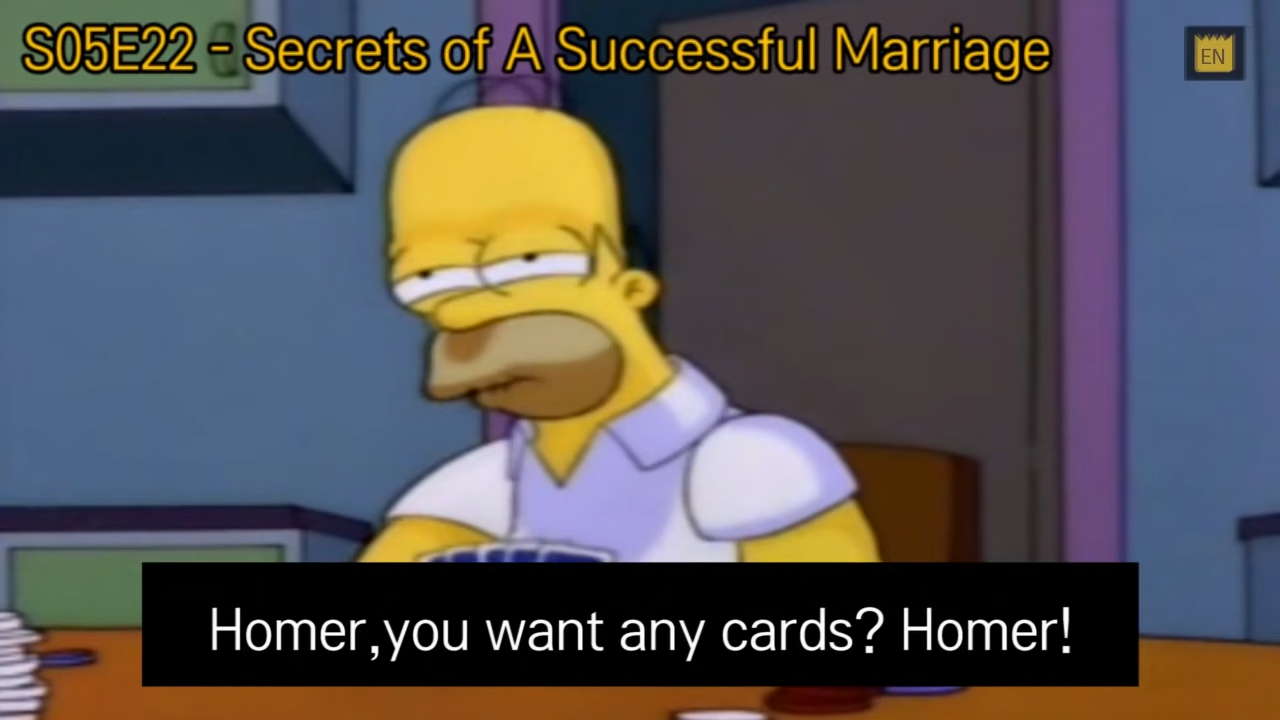 S05E22 - Secrets of A Successful Marriage
EN
Homer,you want any cards? Homer!